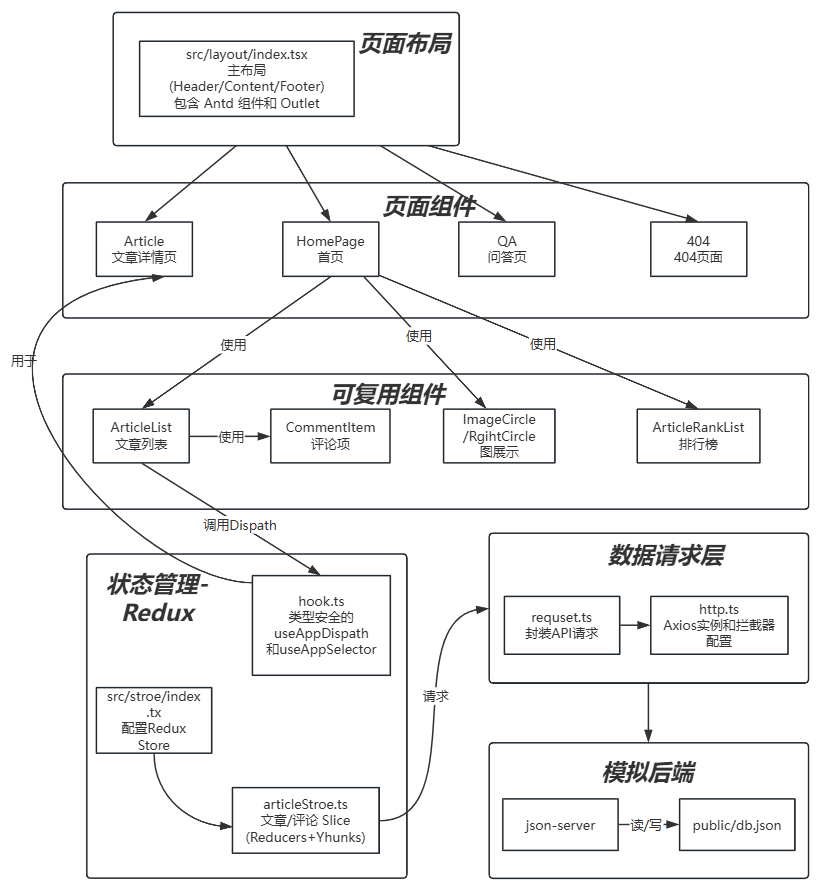 页面布局
src/layout/index.tsx
主布局
(Header/Content/Footer)
包含 Antd 组件和 Outlet
页面组件
Article
文章详情页
HomePage
首页
QA
问答页
404
404页面
用于
使用
使用
使用
可复用组件
ArticleList
文章列表
使用
CommentItem
评论项
ImageCircle
/RgihtCircle
图展示
ArticleRankList
排行榜
调用Dispath
状态管理-
Redux
hook.ts
类型安全的
useAppDispath
和useAppSelector
src/stroe/index
.tx
配置Redux
Store
articleStroe.ts
文章/评论 Slice
(Reducers+Yhunks)
请求
数据请求层
requset.ts
封装API请求
http.ts
Axios实例和拦截器
配置
模拟后端
json-server
读/写
public/db.json